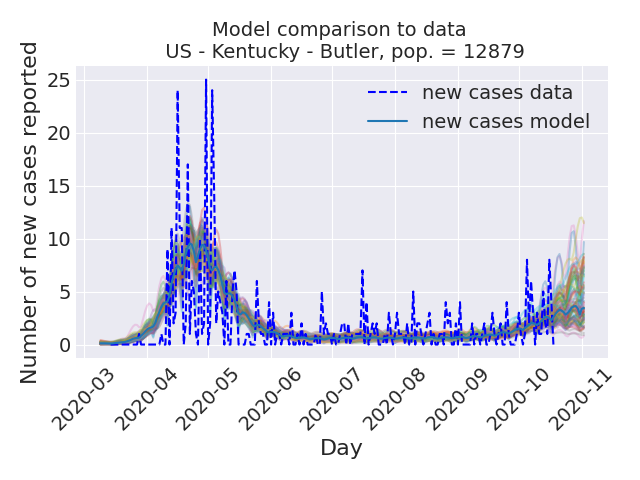 Model comparison to data
US - Kentucky - Butler, pop. = 12879
Number of new cases reported
25
20
15
10
5
0
new cases data
new cases model
2020-03
2020-04
2020-05
2020-06
2020-07
2020-08
2020-09
2020-10
2020-11
Day